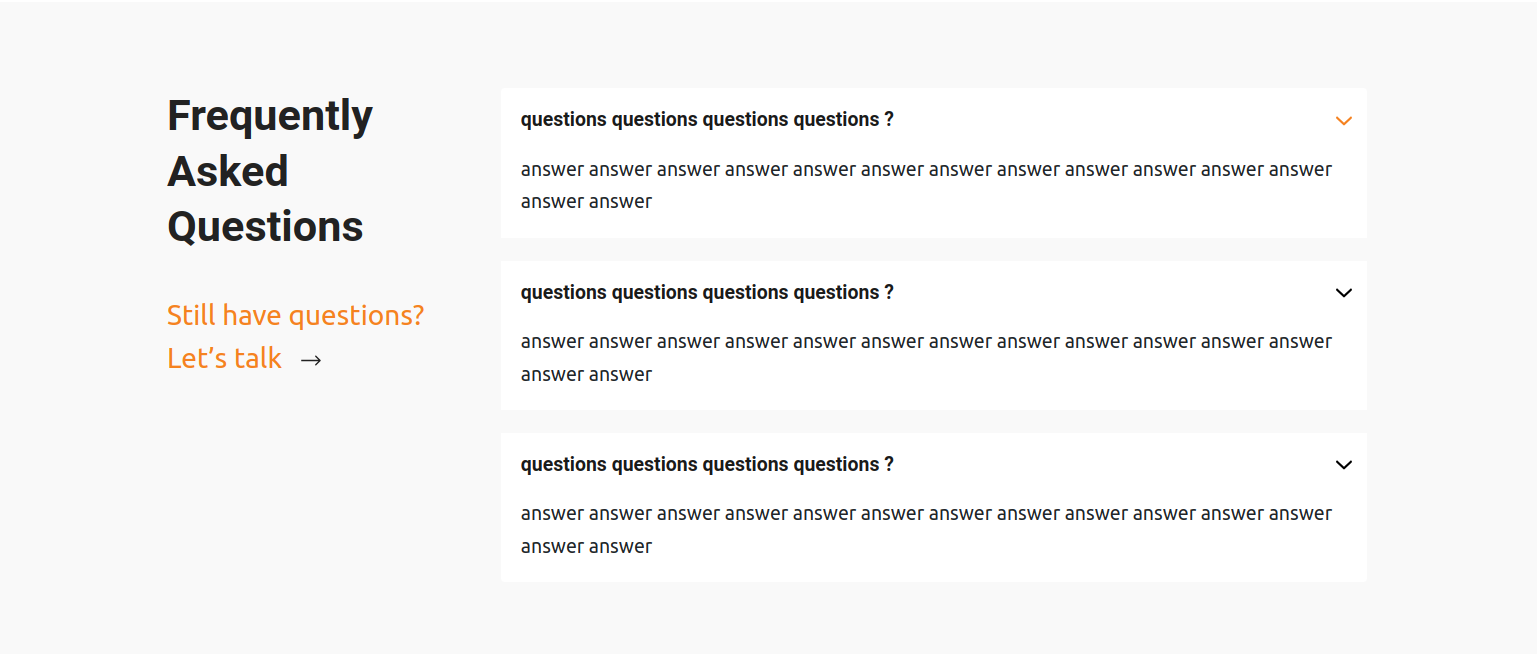 Frequently
Asked
Questions
Still have questions?
Let’s talk →
questions questions questions questions ?
answer answer answer answer answer answer answer answer answer answer answer answer
answer answer
questions questions questions questions ?
answer answer answer answer answer answer answer answer answer answer answer answer
answer answer
questions questions questions questions ?
answer answer answer answer answer answer answer answer answer answer answer answer
answer answer